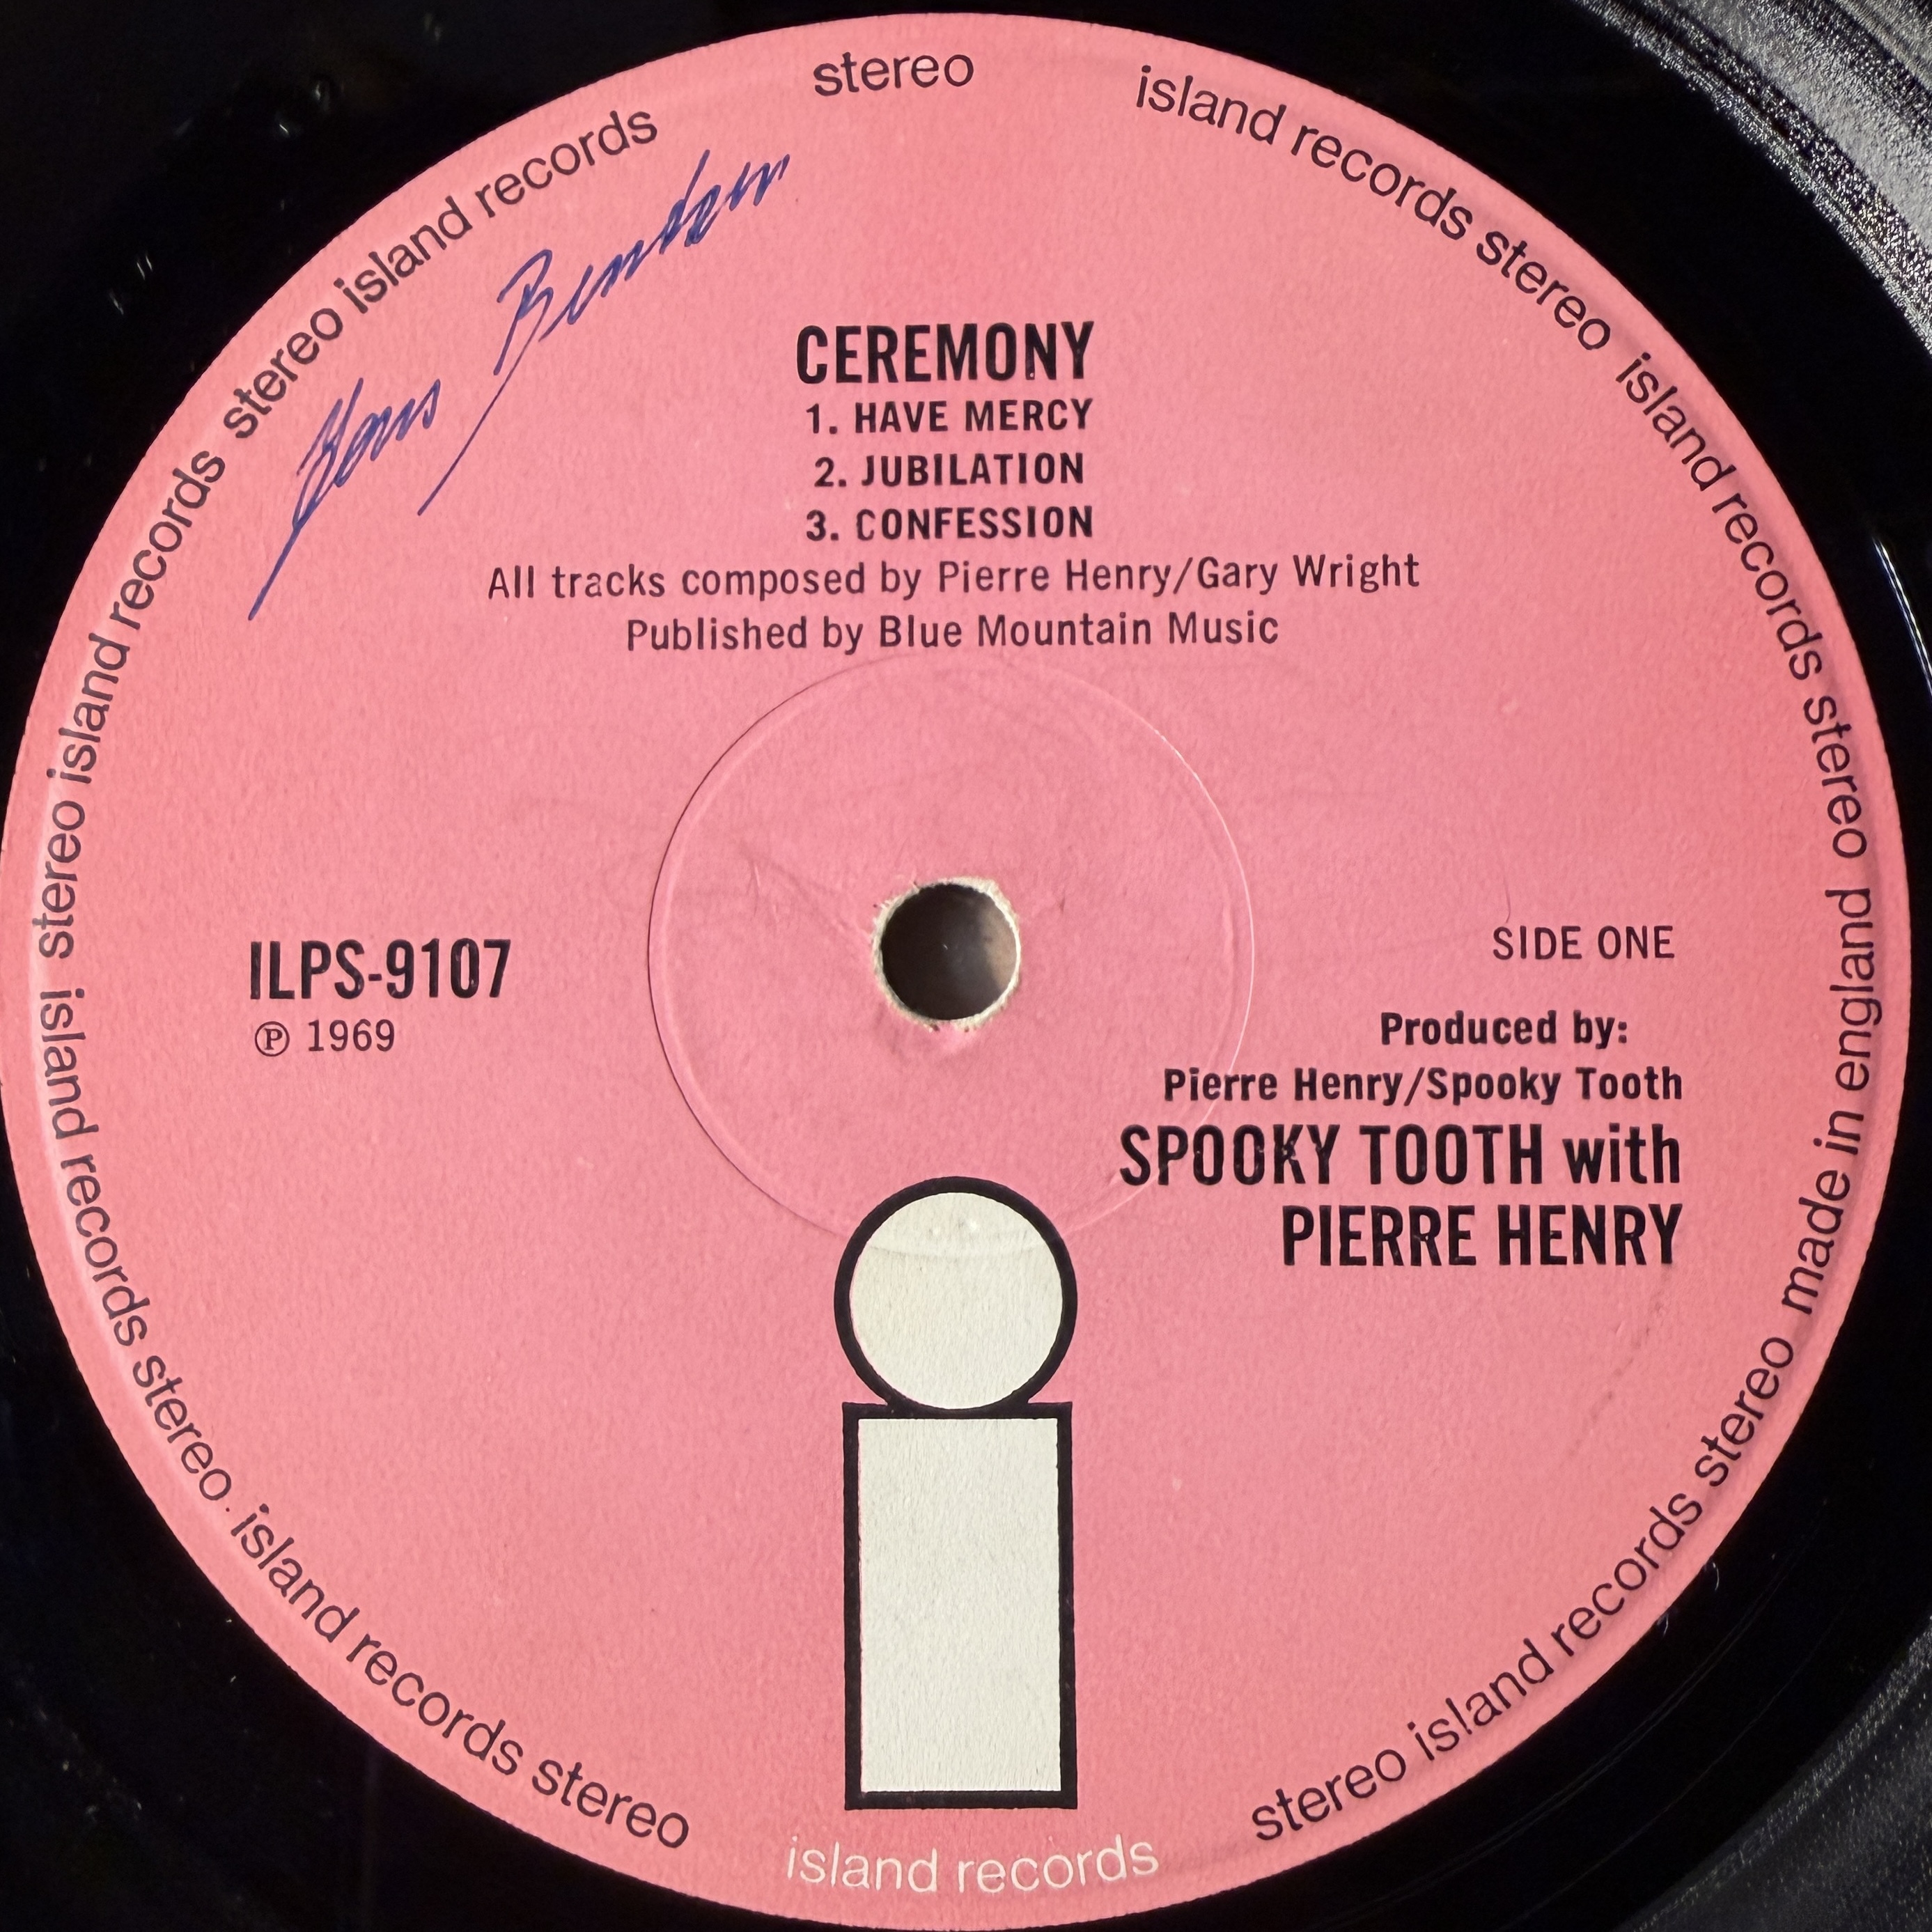 stereo
island records stereo island records stereo made in england
stereo island records stereo
island records
island records stereo island records stereo
stereo island records stereo island records
CEREMONY
1. HAVE MERCY
2. JUBILATION
3. CONFESSION
All tracks composed by Pierre Henry/Gary Wright
Published by Blue Mountain Music
ILPS-9107
℗ 1969
SIDE ONE
Produced by:
Pierre Henry/Spooky Tooth
SPOOKY TOOTH with
PIERRE HENRY